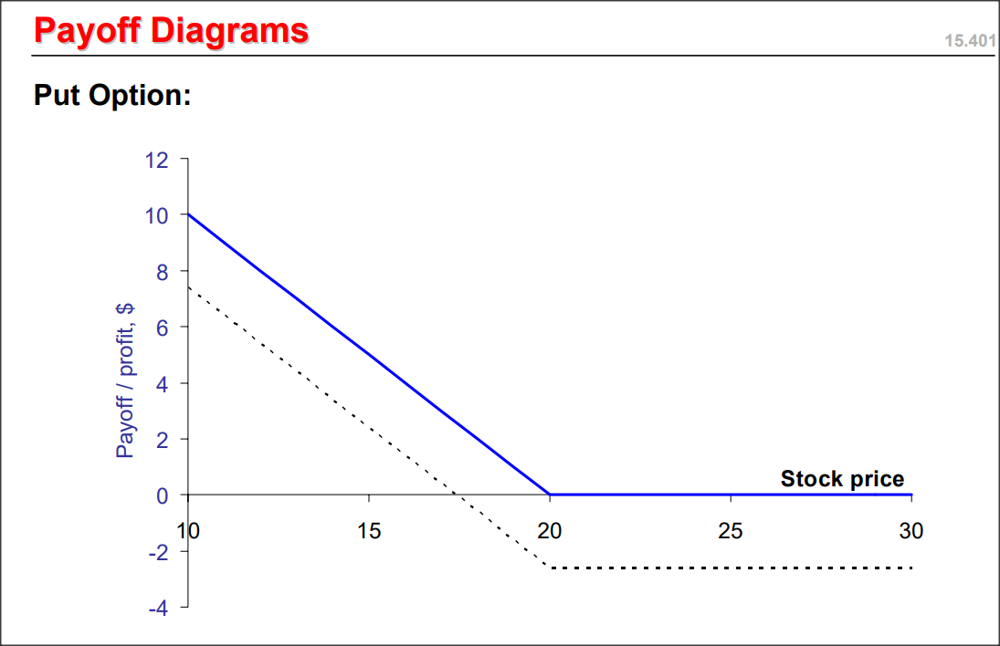 Payoff Diagrams
15.401
Put Option:
12
10
8
6
4
2
0
-2
-4
Payoff / profit, $
Stock price
10 15 20 25 30